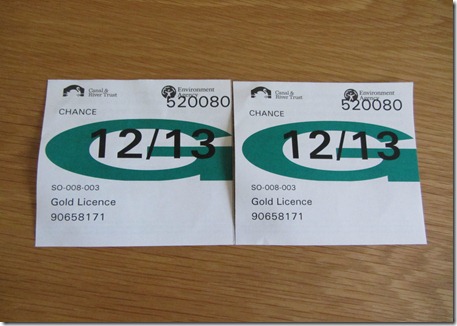 Canal & River Trust
Environment Agency
520080
CHANCE
12/13
SO-008-003
Gold Licence
90658171
Canal & River Trust
Environment Agency
520080
CHANCE
12/13
SO-008-003
Gold Licence
90658171